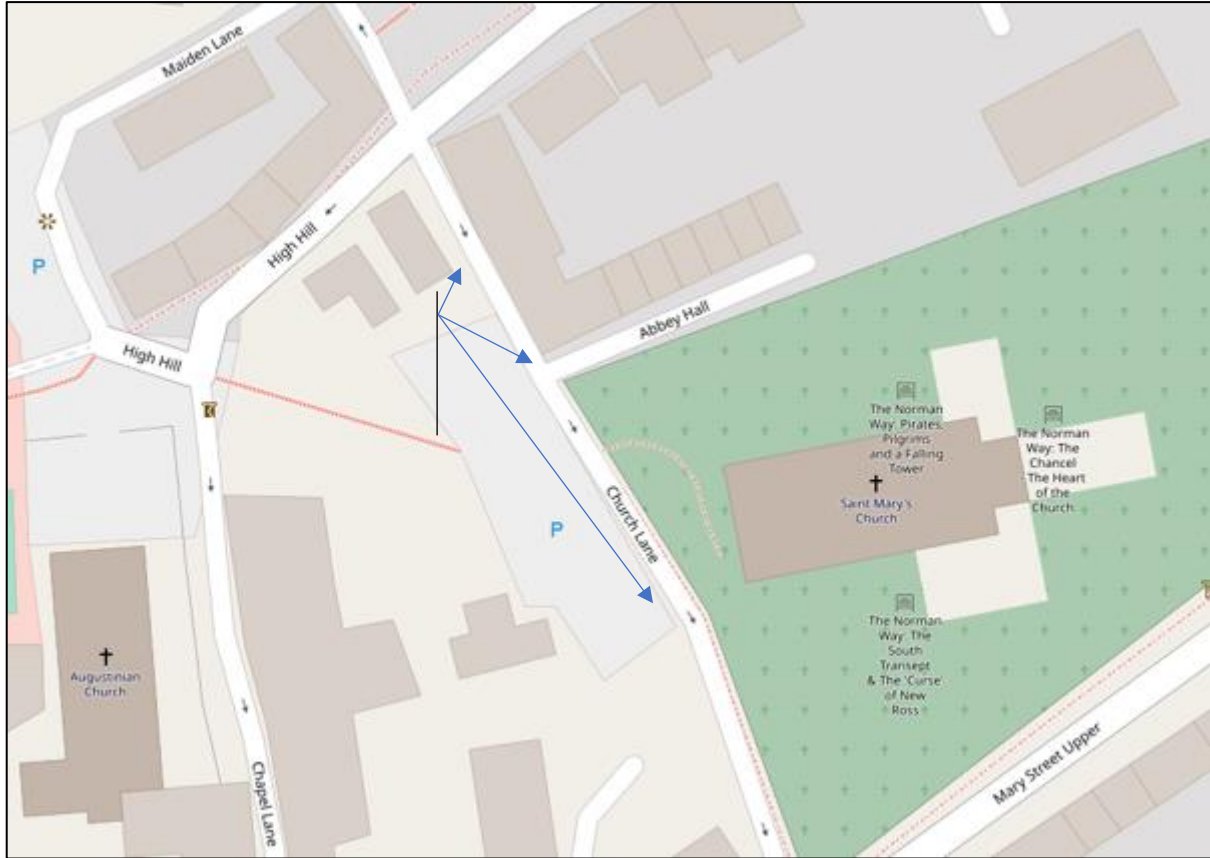 Maiden Lane
High Hill
P
Abbey Hall
High Hill
The Norman
Way: Pirates,
Pilgrims
and a Falling
Tower
The Norman
Way: The
Chancel
- The Heart
of the
Church
Saint Mary's
Church
Church Lane
P
The Norman
Way: The
South
Transept
& The 'Curse'
of New
Ross
Augustinian
Church
Mary Street Upper
Chapel Lane